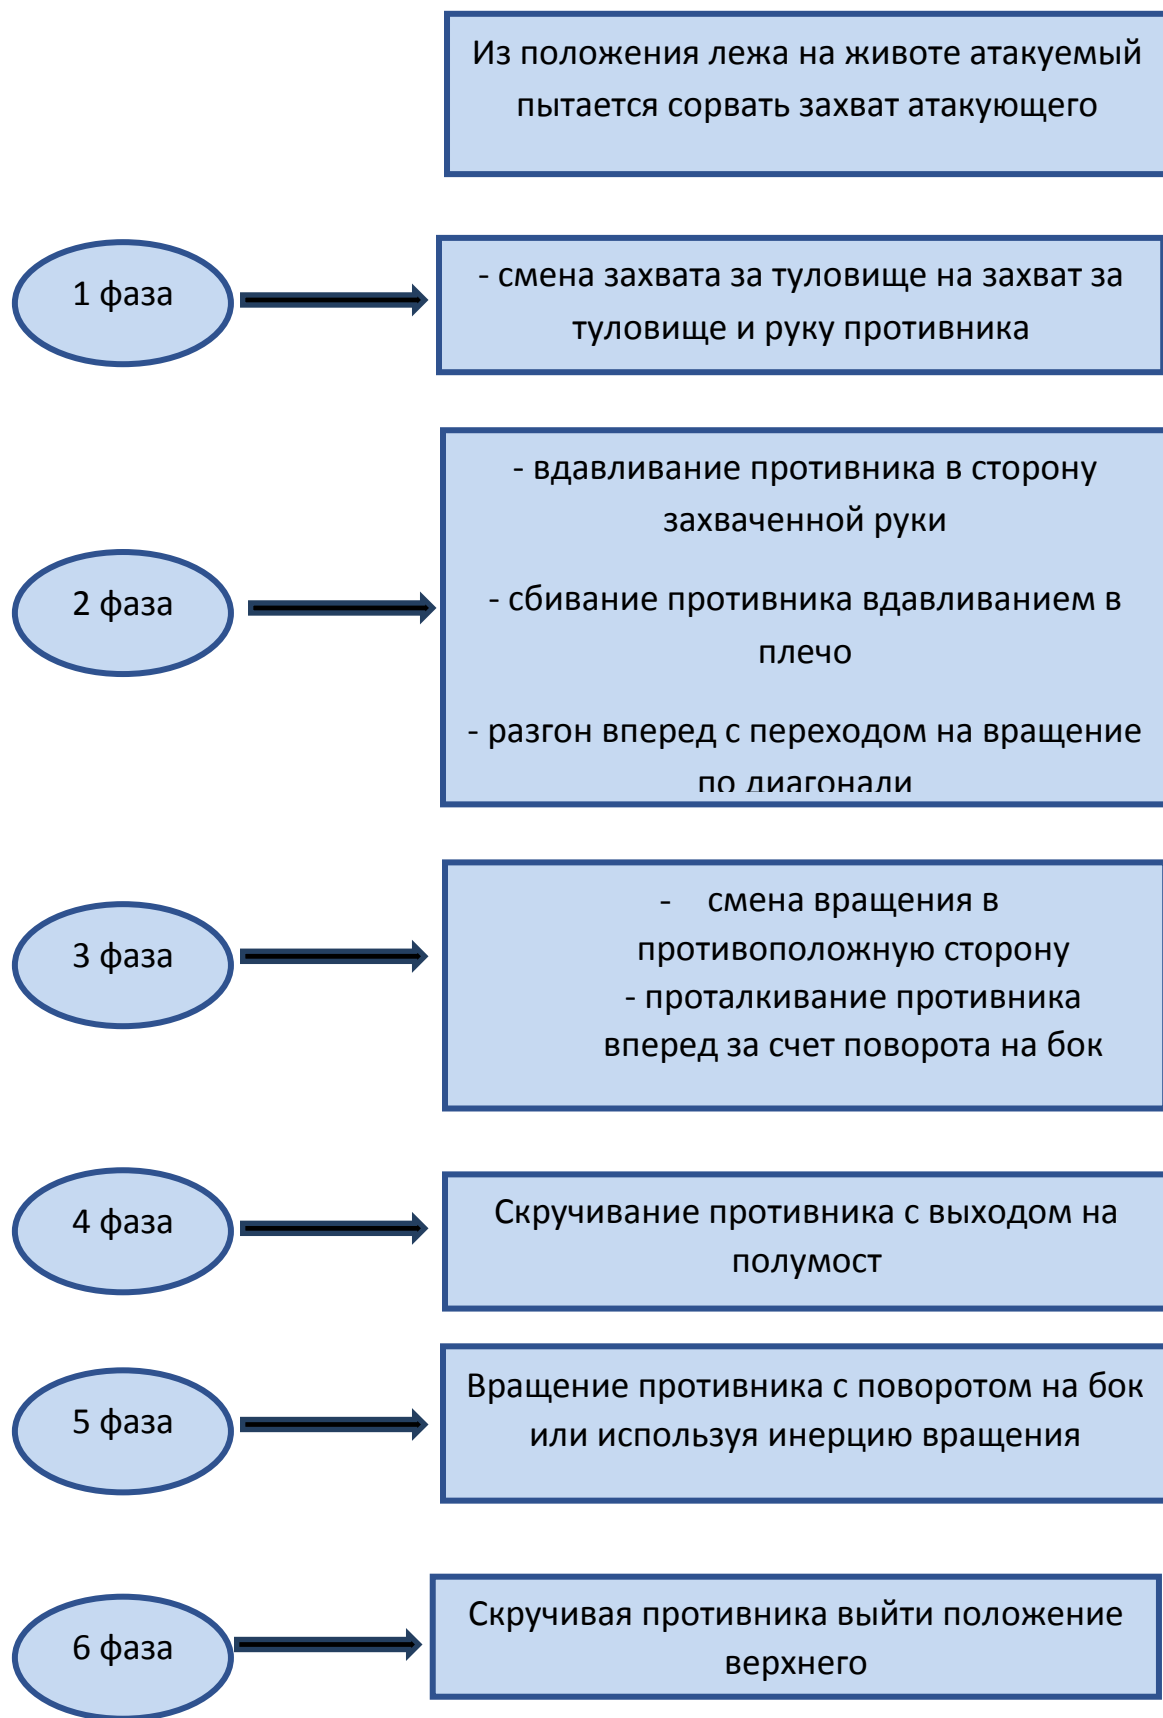 Из положения лежа на животе атакуемый
пытается сорвать захват атакующего
1 фаза
- смена захвата за туловище на захват за
туловище и руку противника
2 фаза
- вдавливание противника в сторону
захваченной руки
- сбивание противника вдавливанием в
плечо
- разгон вперед с переходом на вращение
по диагонали
3 фаза
- смена вращения в
противоположную сторону
- проталкивание противника
вперед за счет поворота на бок
4 фаза
Скручивание противника с выходом на
полумост
5 фаза
Вращение противника с поворотом на бок
или используя инерцию вращения
6 фаза
Скручивая противника выйти положение
верхнего